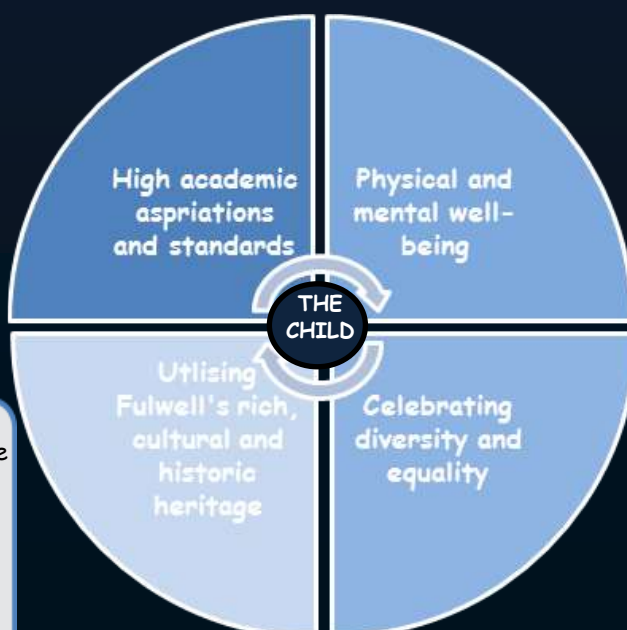 High academic
aspriations
and standards
Physical and
mental well-
being
THE
CHILD
Utlising
Fulwell's rich,
cultural and
historic
heritage
Celebrating
diversity and
equality